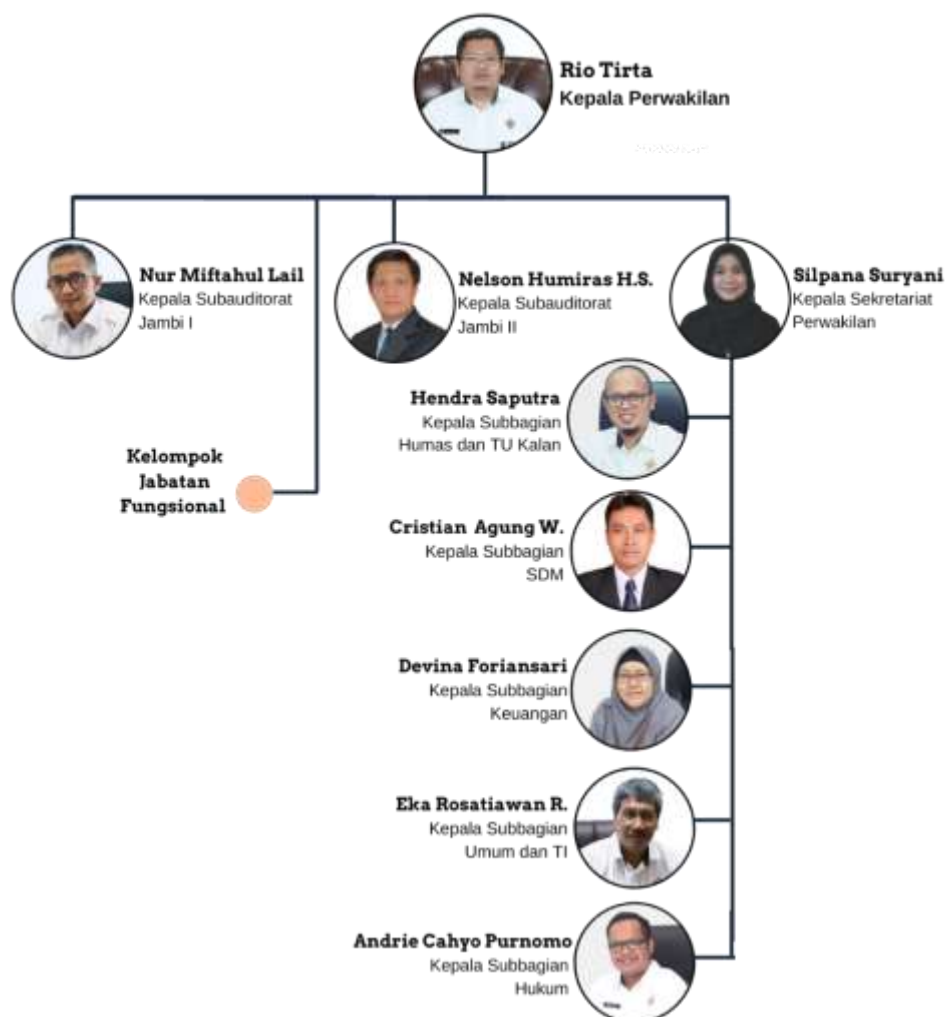 Rio Tirta
Kepala Perwakilan
Nur Miftahul Lail
Kepala Subauditorat
Jambi I
Nelson Humiras H.S.
Kepala Subauditorat
Jambi II
Silpana Suryani
Kepala Sekretariat
Perwakilan
Hendra Saputra
Kepala Subbagian
Humas dan TU Kalan
Kelompok
Jabatan
Fungsional
Cristian Agung W.
Kepala Subbagian
SDM
Devina Foriansari
Kepala Subbagian
Keuangan
Eka Rosatiawan R.
Kepala Subbagian
Umum dan TI
Andrie Cahyo Purnomo
Kepala Subbagian
Hukum